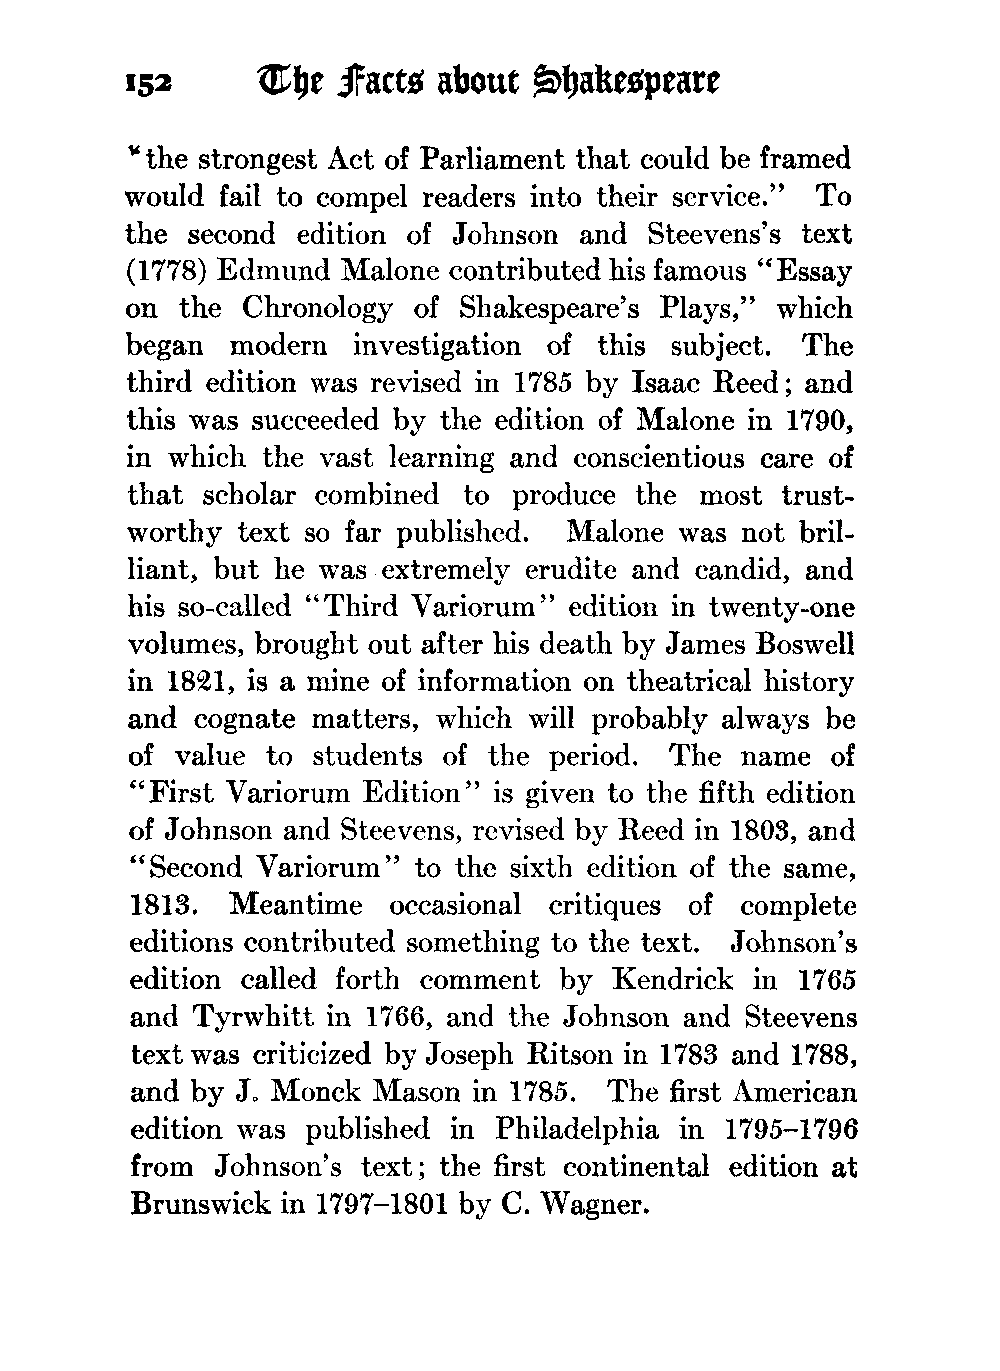 152 The Facts about Shakespeare
"the strongest Act of Parliament that could be framed
would fail to compel readers into their service." To
the second edition of Johnson and Steevens's text
(1778) Edmund Malone contributed his famous "Essay
on the Chronology of Shakespeare's Plays," which
began modern investigation of this subject. The
third edition was revised in 1785 by Isaac Reed; and
this was succeeded by the edition of Malone in 1790,
in which the vast learning and conscientious care of
that scholar combined to produce the most trust-
worthy text so far published. Malone was not bril-
liant, but he was extremely erudite and candid, and
his so-called "Third Variorum" edition in twenty-one
volumes, brought out after his death by James Boswell
in 1821, is a mine of information on theatrical history
and cognate matters, which will probably always be
of value to students of the period. The name of
"First Variorum Edition" is given to the fifth edition
of Johnson and Steevens, revised by Reed in 1803, and
"Second Variorum" to the sixth edition of the same,
1813. Meantime occasional critiques of complete
editions contributed something to the text. Johnson's
edition called forth comment by Kendrick in 1765
and Tyrwhitt in 1766, and the Johnson and Steevens
text was criticized by Joseph Ritson in 1783 and 1788,
and by J. Monck Mason in 1785. The first American
edition was published in Philadelphia in 1795–1796
from Johnson's text; the first continental edition at
Brunswick in 1797–1801 by C. Wagner.